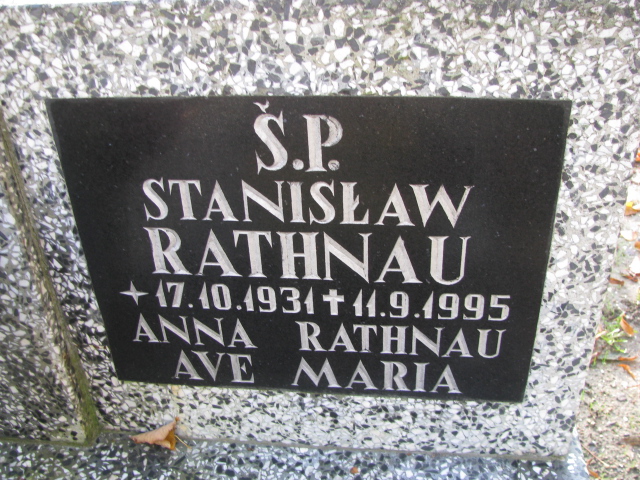 Š.P.
STANISŁAW
RATHNAU
17.10.1931 ✝ 11.9.1995
ANNA RATHNAU
AVE MARIA